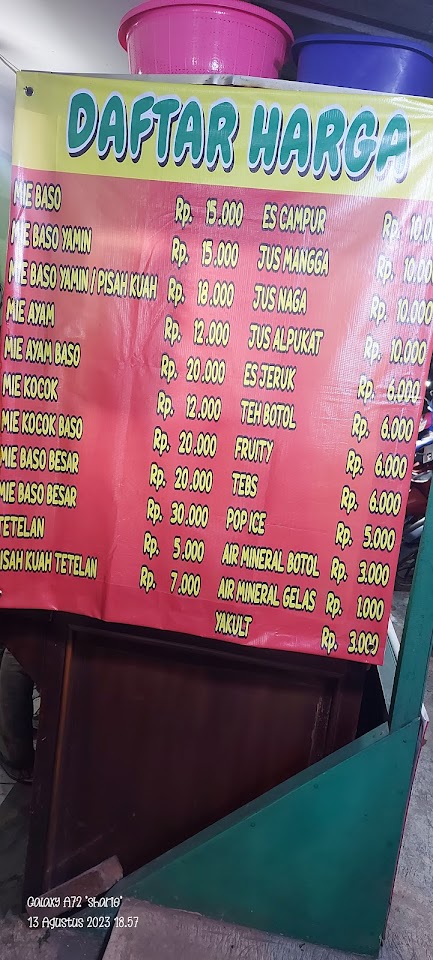 DAFTAR HARGA
MIE BASO Rp. 15.000 ES CAMPUR Rp. 10.0
MIE BASO YAMIN Rp. 15.000 JUS MANGGA Rp. 10.00
MIE BASO YAMIN / PISAH KUAH Rp. 18.000 JUS NAGA Rp. 10.000
MIE AYAM Rp. 12.000 JUS ALPUKAT Rp. 10.000
MIE AYAM BASO Rp. 20.000 ES JERUK Rp. 6.000
MIE KOCOK Rp. 12.000 TEH BOTOL Rp. 6.000
MIE KOCOK BASO Rp. 20.000 FRUITY Rp. 6.000
MIE BASO BESAR Rp. 20.000 TEBS Rp. 6.000
MIE BASO BESAR Rp. 30.000 POP ICE Rp. 5.000
TETELAN Rp. 5.000 AIR MINERAL BOTOL Rp. 3.000
ISAH KUAH TETELAN Rp. 7.000 AIR MINERAL GELAS Rp. 1.000
YAKULT Rp. 3.000
Galaxy A72 "shar18"
13 Agustus 2023 18.57